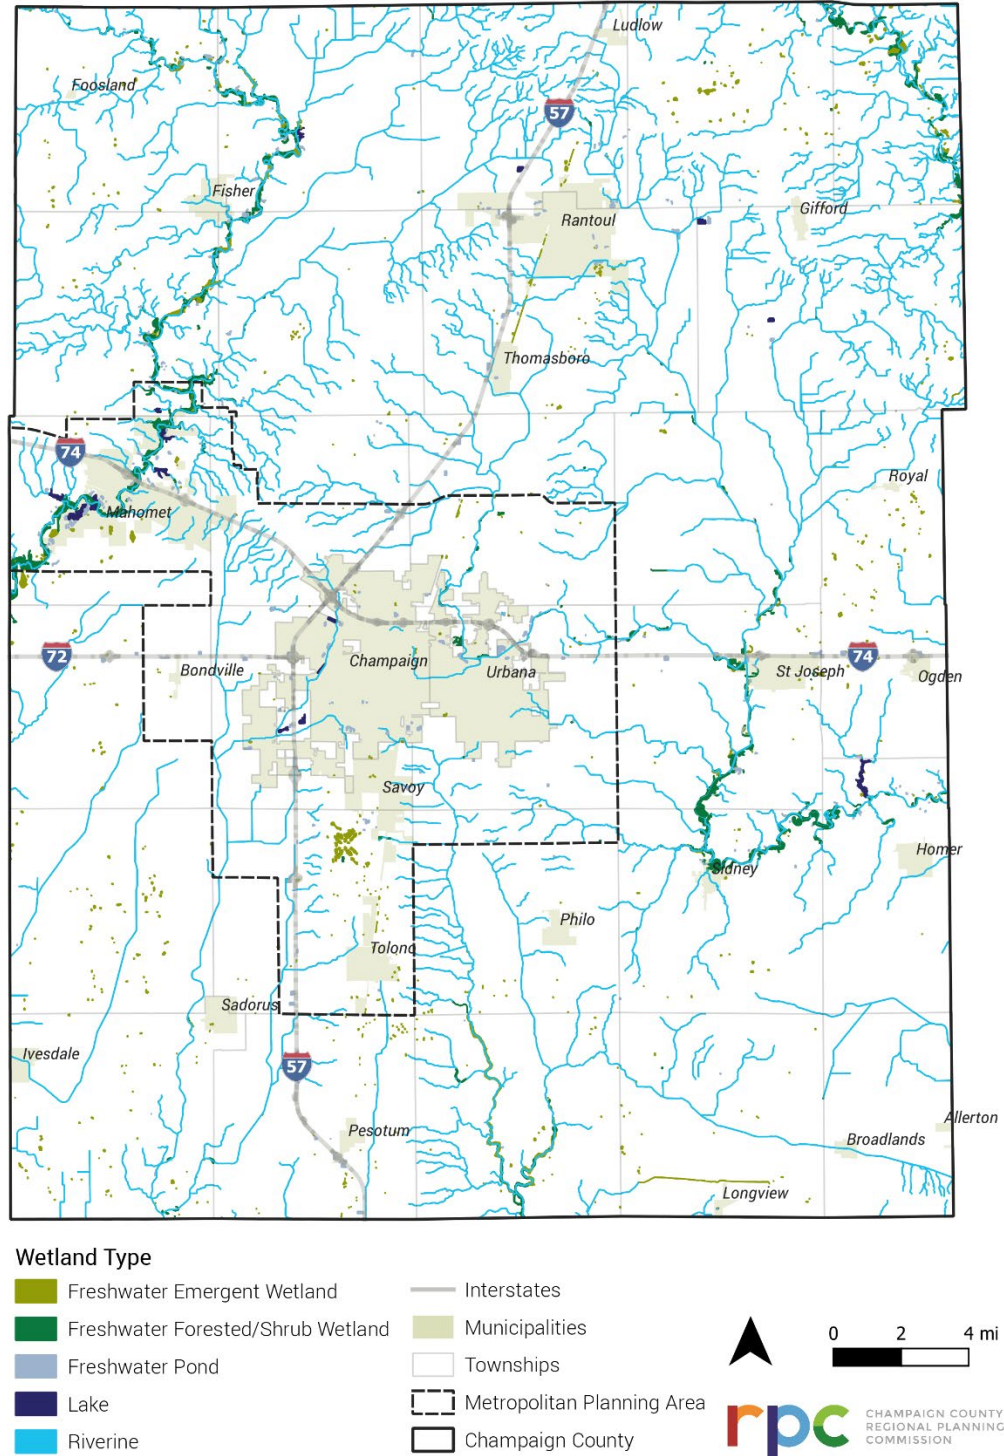 Ludlow
Foosland
57
Fisher
Rantoul
Gifford
Thomasboro
74
Royal
Mahomet
72
Bondville
Champaign
Urbana
St Joseph
74
Ogden
Savoy
Homer
Sidney
Philo
Tolono
Sadorus
Ivesdale
57
Pesotum
Allerton
Broadlands
Longview
Wetland Type
Freshwater Emergent Wetland
Freshwater Forested/Shrub Wetland
Freshwater Pond
Lake
Riverine
Interstates
Municipalities
Townships
Metropolitan Planning Area
Champaign County
0 2 4 mi
rpc
CHAMPAIGN COUNTY
REGIONAL PLANNING
COMMISSION